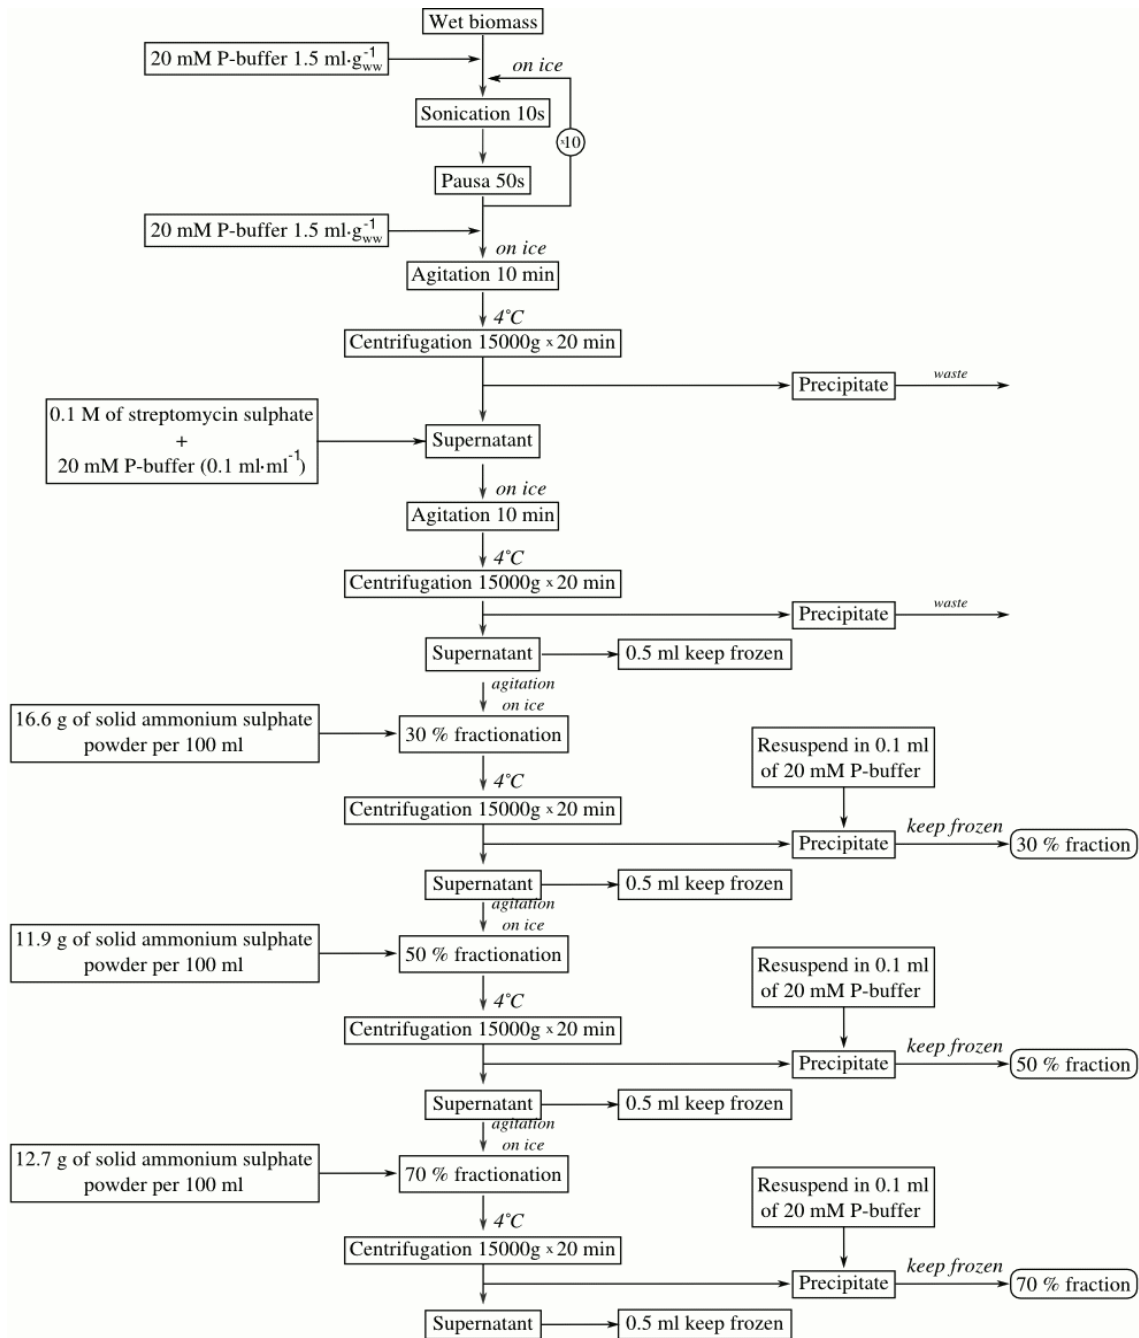 Wet biomass
20 mM P-buffer 1.5 ml·g_ww^-1
on ice
Sonication 10s
×10
Pausa 50s
20 mM P-buffer 1.5 ml·g_ww^-1
on ice
Agitation 10 min
4°C
Centrifugation 15000g x 20 min
Precipitate
waste
0.1 M of streptomycin sulphate
+
20 mM P-buffer (0.1 ml·ml^-1)
Supernatant
on ice
Agitation 10 min
4°C
Centrifugation 15000g x 20 min
Precipitate
waste
Supernatant
0.5 ml keep frozen
agitation
on ice
16.6 g of solid ammonium sulphate
powder per 100 ml
30 % fractionation
4°C
Centrifugation 15000g x 20 min
Resuspend in 0.1 ml
of 20 mM P-buffer
Precipitate
keep frozen
30 % fraction
Supernatant
0.5 ml keep frozen
agitation
on ice
11.9 g of solid ammonium sulphate
powder per 100 ml
50 % fractionation
4°C
Centrifugation 15000g x 20 min
Resuspend in 0.1 ml
of 20 mM P-buffer
Precipitate
keep frozen
50 % fraction
Supernatant
0.5 ml keep frozen
agitation
on ice
12.7 g of solid ammonium sulphate
powder per 100 ml
70 % fractionation
4°C
Centrifugation 15000g x 20 min
Resuspend in 0.1 ml
of 20 mM P-buffer
Precipitate
keep frozen
70 % fraction
Supernatant
0.5 ml keep frozen